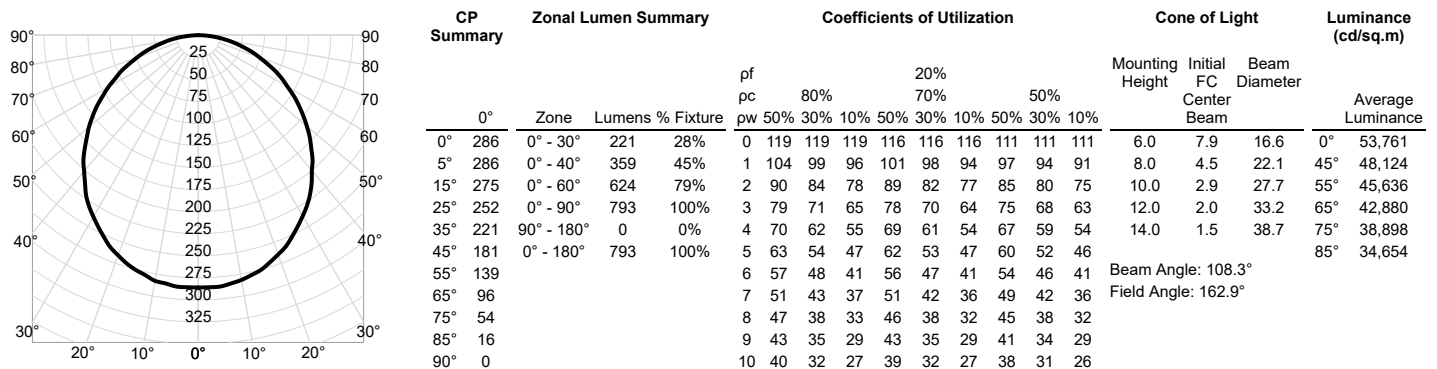 90° 90
80° 80
70° 70
60° 60
50° 50°
40° 40°
30° 30°
20° 10° 0° 10° 20°
25
50
75
100
125
150
175
200
225
250
275
300
325
CP Summary
0°
0° 286
5° 286
15° 275
25° 252
35° 221
45° 181
55° 139
65° 96
75° 54
85° 16
90° 0
Zonal Lumen Summary
Zone Lumens % Fixture
0° - 30° 221 28%
0° - 40° 359 45%
0° - 60° 624 79%
0° - 90° 793 100%
90° - 180° 0 0%
0° - 180° 793 100%
Coefficients of Utilization
ρf 20%
ρc 80% 70% 50%
ρw 50% 30% 10% 50% 30% 10% 50% 30% 10%
0 119 119 119 116 116 116 111 111 111
1 104 99 96 101 98 94 97 94 91
2 90 84 78 89 82 77 85 80 75
3 79 71 65 78 70 64 75 68 63
4 70 62 55 69 61 54 67 59 54
5 63 54 47 62 53 47 60 52 46
6 57 48 41 56 47 41 54 46 41
7 51 43 37 51 42 36 49 42 36
8 47 38 33 46 38 32 45 38 32
9 43 35 29 43 35 29 41 34 29
10 40 32 27 39 32 27 38 31 26
Cone of Light
Mounting Height Initial FC Center Beam Beam Diameter
6.0 7.9 16.6
8.0 4.5 22.1
10.0 2.9 27.7
12.0 2.0 33.2
14.0 1.5 38.7
Beam Angle: 108.3°
Field Angle: 162.9°
Luminance
(cd/sq.m)
Average Luminance
0° 53,761
45° 48,124
55° 45,636
65° 42,880
75° 38,898
85° 34,654